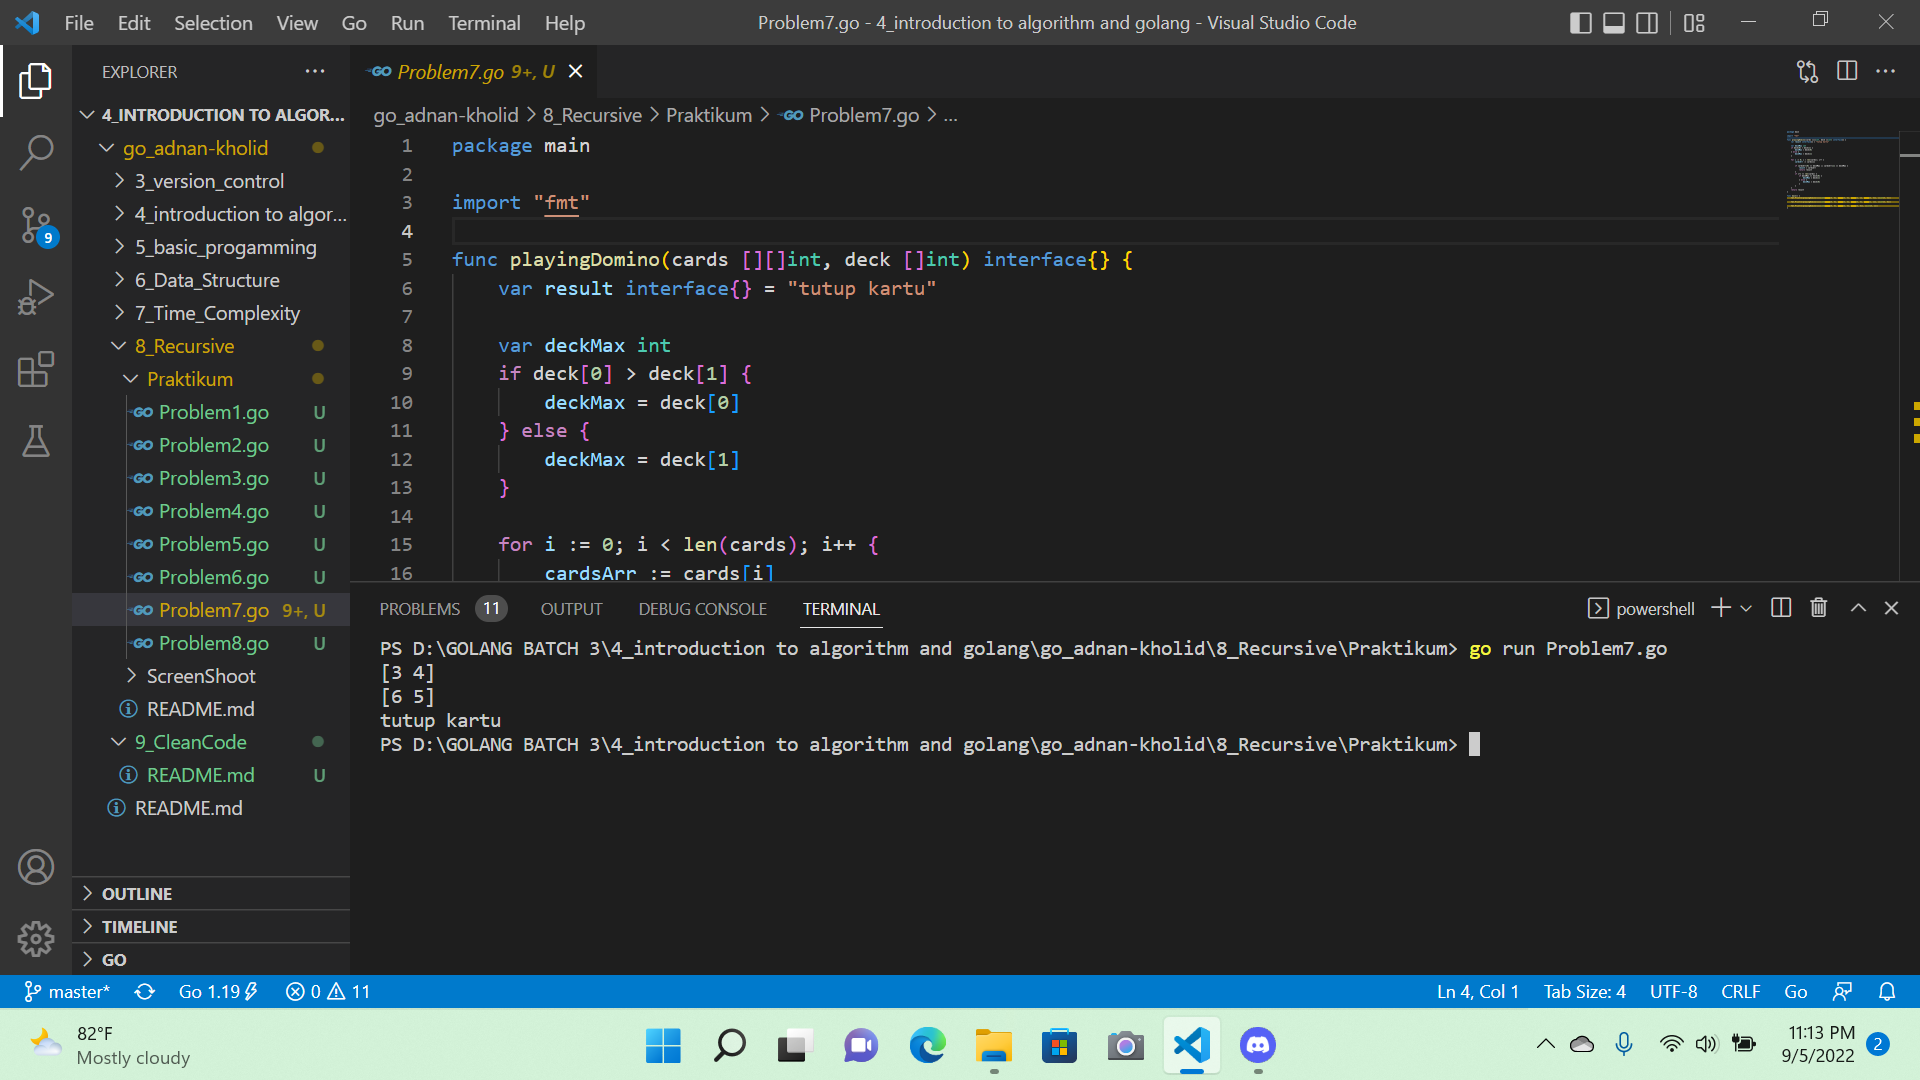 File Edit Selection View Go Run Terminal Help
Problem7.go - 4_introduction to algorithm and golang - Visual Studio Code
EXPLORER
4_INTRODUCTION TO ALGOR...
go_adnan-kholid
3_version_control
4_introduction to algor...
5_basic_progamming
6_Data_Structure
7_Time_Complexity
8_Recursive
Praktikum
Problem1.go U
Problem2.go U
Problem3.go U
Problem4.go U
Problem5.go U
Problem6.go U
Problem7.go 9+, U
Problem8.go U
ScreenShoot
README.md
9_CleanCode
README.md U
README.md
OUTLINE
TIMELINE
GO
9
Problem7.go 9+, U
go_adnan-kholid > 8_Recursive > Praktikum > Problem7.go > ...
1 package main
2
3 import "fmt"
4
5 func playingDomino(cards [][]int, deck []int) interface{} {
6 var result interface{} = "tutup kartu"
7
8 var deckMax int
9 if deck[0] > deck[1] {
10 deckMax = deck[0]
11 } else {
12 deckMax = deck[1]
13 }
14
15 for i := 0; i < len(cards); i++ {
16 cardsArr := cards[i]
PROBLEMS 11 OUTPUT DEBUG CONSOLE TERMINAL powershell
PS D:\GOLANG BATCH 3\4_introduction to algorithm and golang\go_adnan-kholid\8_Recursive\Praktikum> go run Problem7.go
[3 4]
[6 5]
tutup kartu
PS D:\GOLANG BATCH 3\4_introduction to algorithm and golang\go_adnan-kholid\8_Recursive\Praktikum>
master* Go 1.19 0 11 Ln 4, Col 1 Tab Size: 4 UTF-8 CRLF Go
82°F
Mostly cloudy
11:13 PM
9/5/2022
2